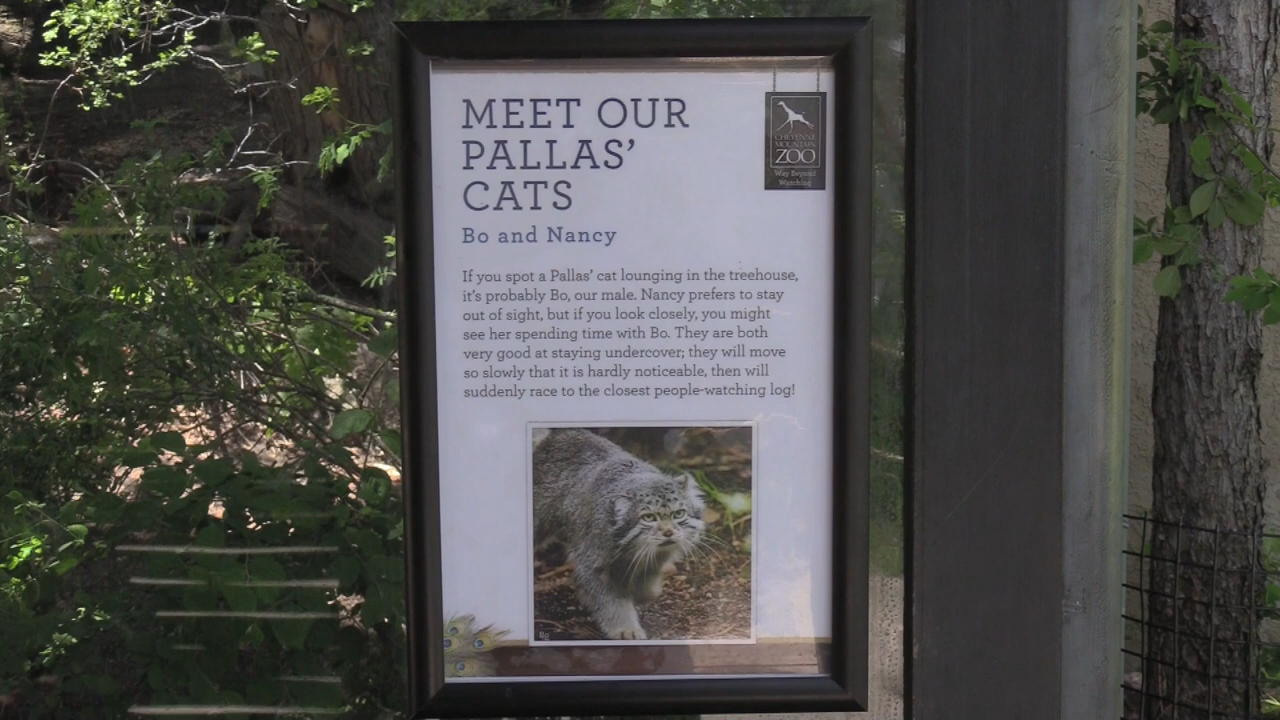 MEET OUR
PALLAS’
CATS
Bo and Nancy
CHEYENNE
MOUNTAIN
ZOO
Way Beyond
Watching
If you spot a Pallas’ cat lounging in the treehouse,
it’s probably Bo, our male. Nancy prefers to stay
out of sight, but if you look closely, you might
see her spending time with Bo. They are both
very good at staying undercover; they will move
so slowly that it is hardly noticeable, then will
suddenly race to the closest people-watching log!